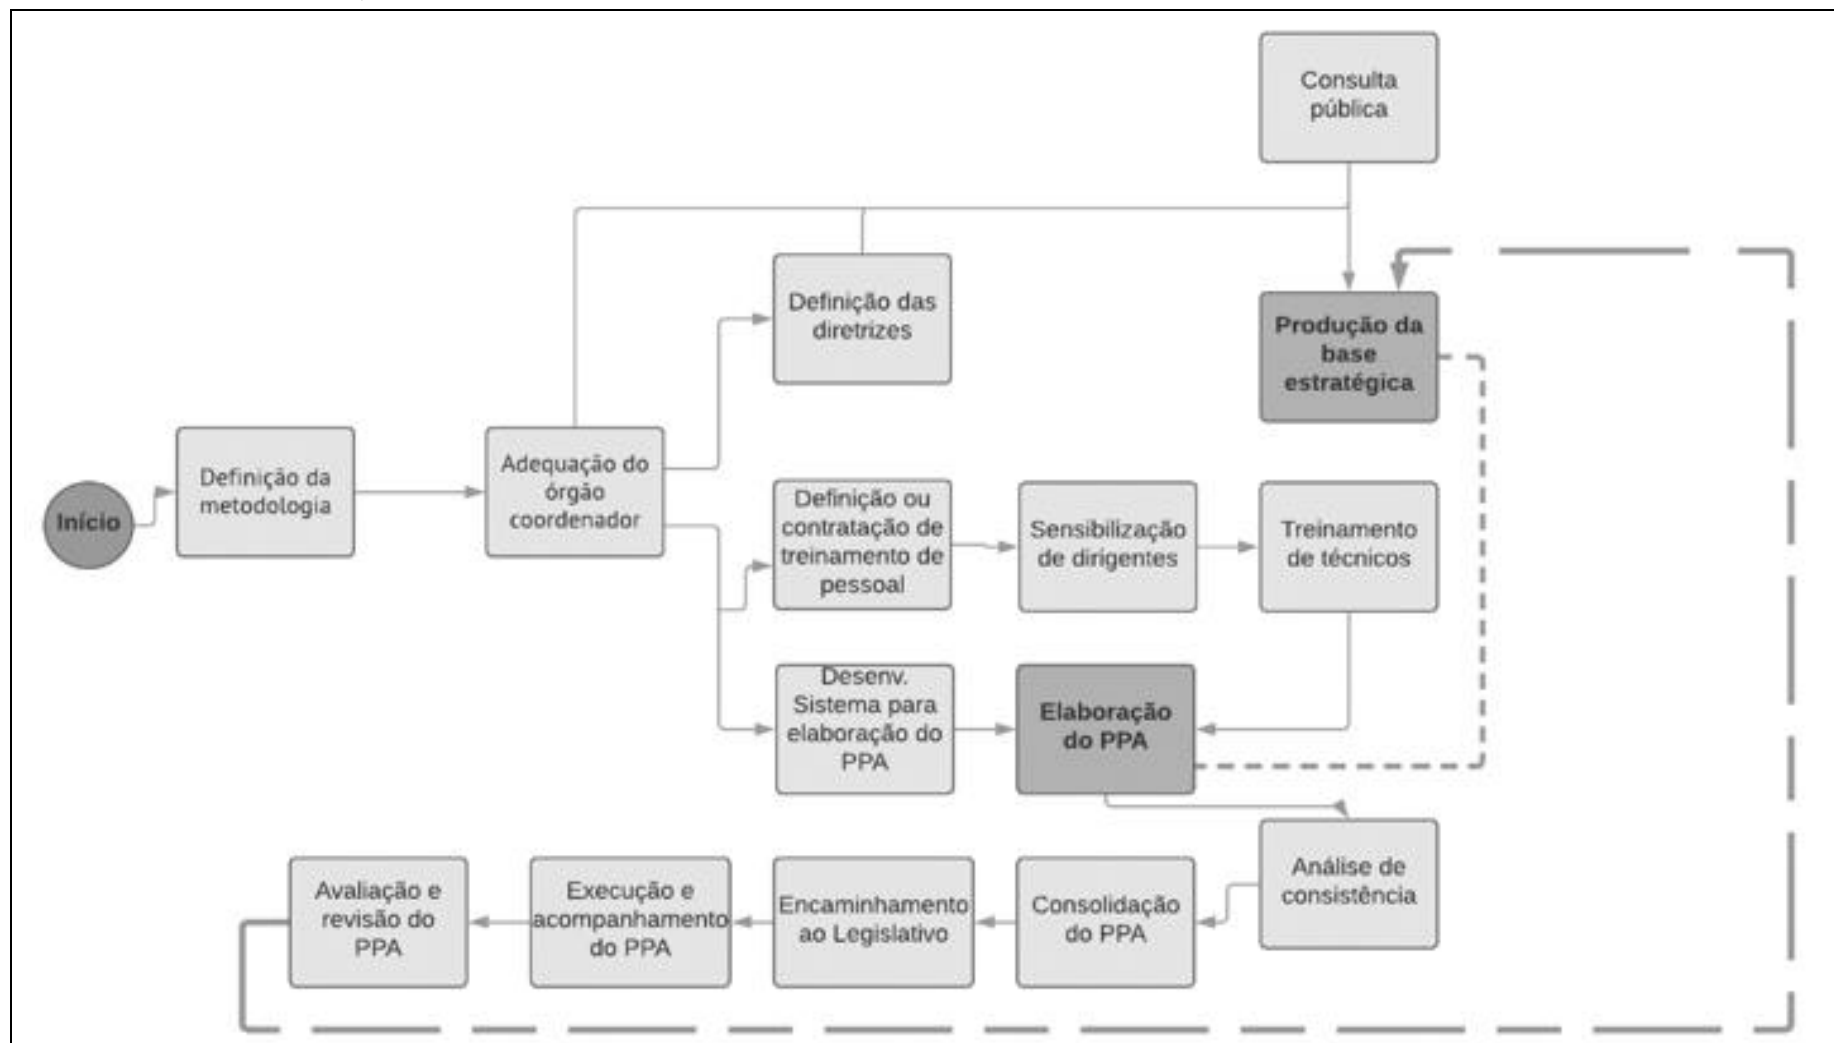 Consulta
pública
Definição das
diretrizes
Produção da
base
estratégica
Início
Definição da
metodologia
Adequação do
órgão
coordenador
Definição ou
contratação de
treinamento de
pessoal
Sensibilização
de dirigentes
Treinamento
de técnicos
Desenv.
Sistema para
elaboração do
PPA
Elaboração
do PPA
Análise de
consistência
Consolidação
do PPA
Encaminhamento
ao Legislativo
Execução e
acompanhamento
do PPA
Avaliação e
revisão do
PPA